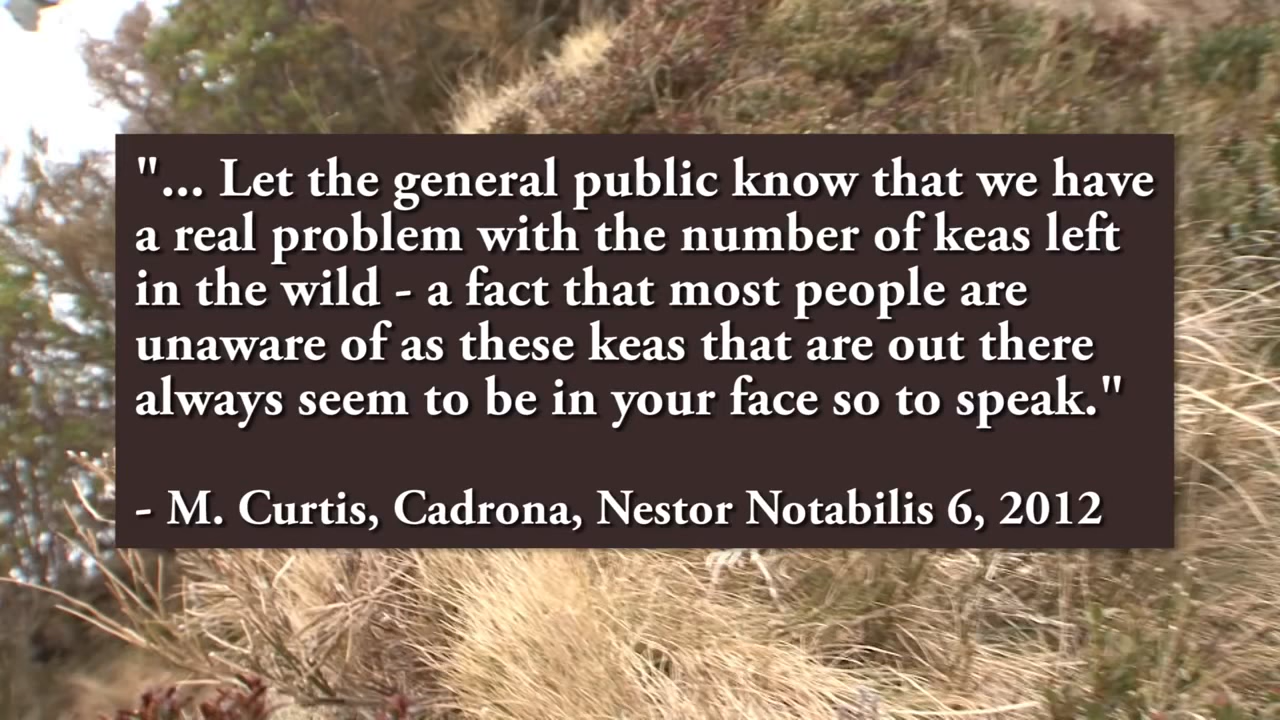 "... Let the general public know that we have
a real problem with the number of keas left
in the wild - a fact that most people are
unaware of as these keas that are out there
always seem to be in your face so to speak."
- M. Curtis, Cadrona, Nestor Notabilis 6, 2012